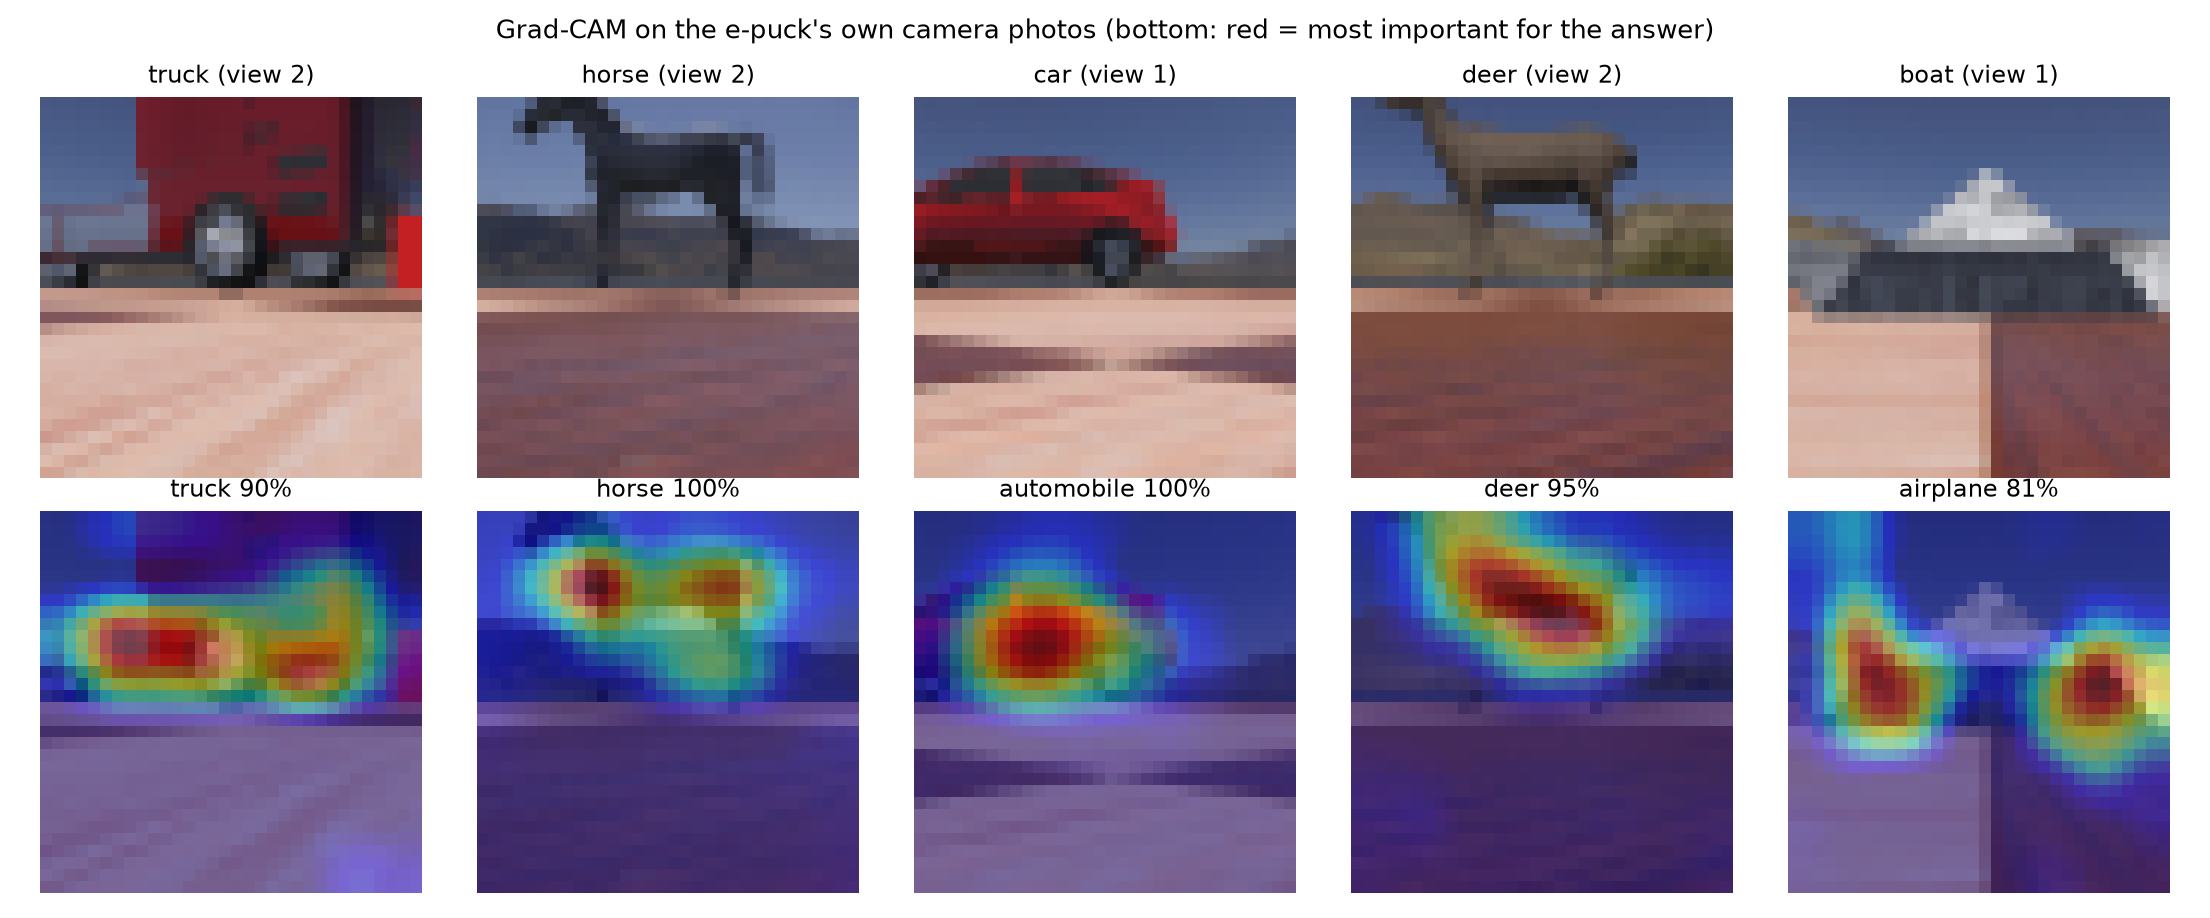 Grad-CAM on the e-puck's own camera photos (bottom: red = most important for the answer)
truck (view 2)
horse (view 2)
car (view 1)
deer (view 2)
boat (view 1)
truck 90%
horse 100%
automobile 100%
deer 95%
airplane 81%